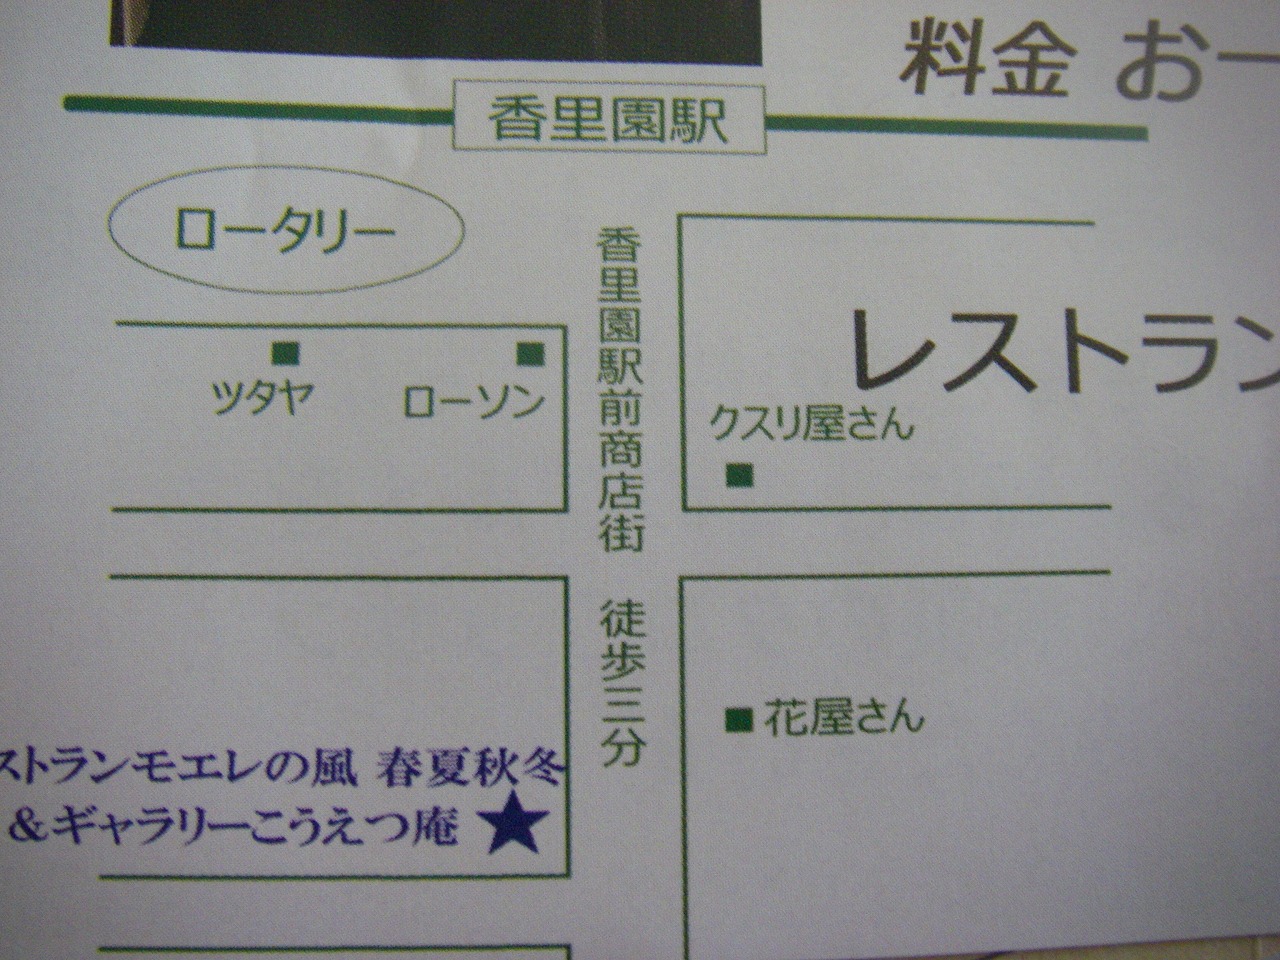 料金 お一
香里園駅
ロータリー
香里園駅前商店街 徒歩三分
レストラン
ツタヤ
ローソン
クスリ屋さん
花屋さん
ストランモエレの風 春夏秋冬
&ギャラリーこうえつ庵